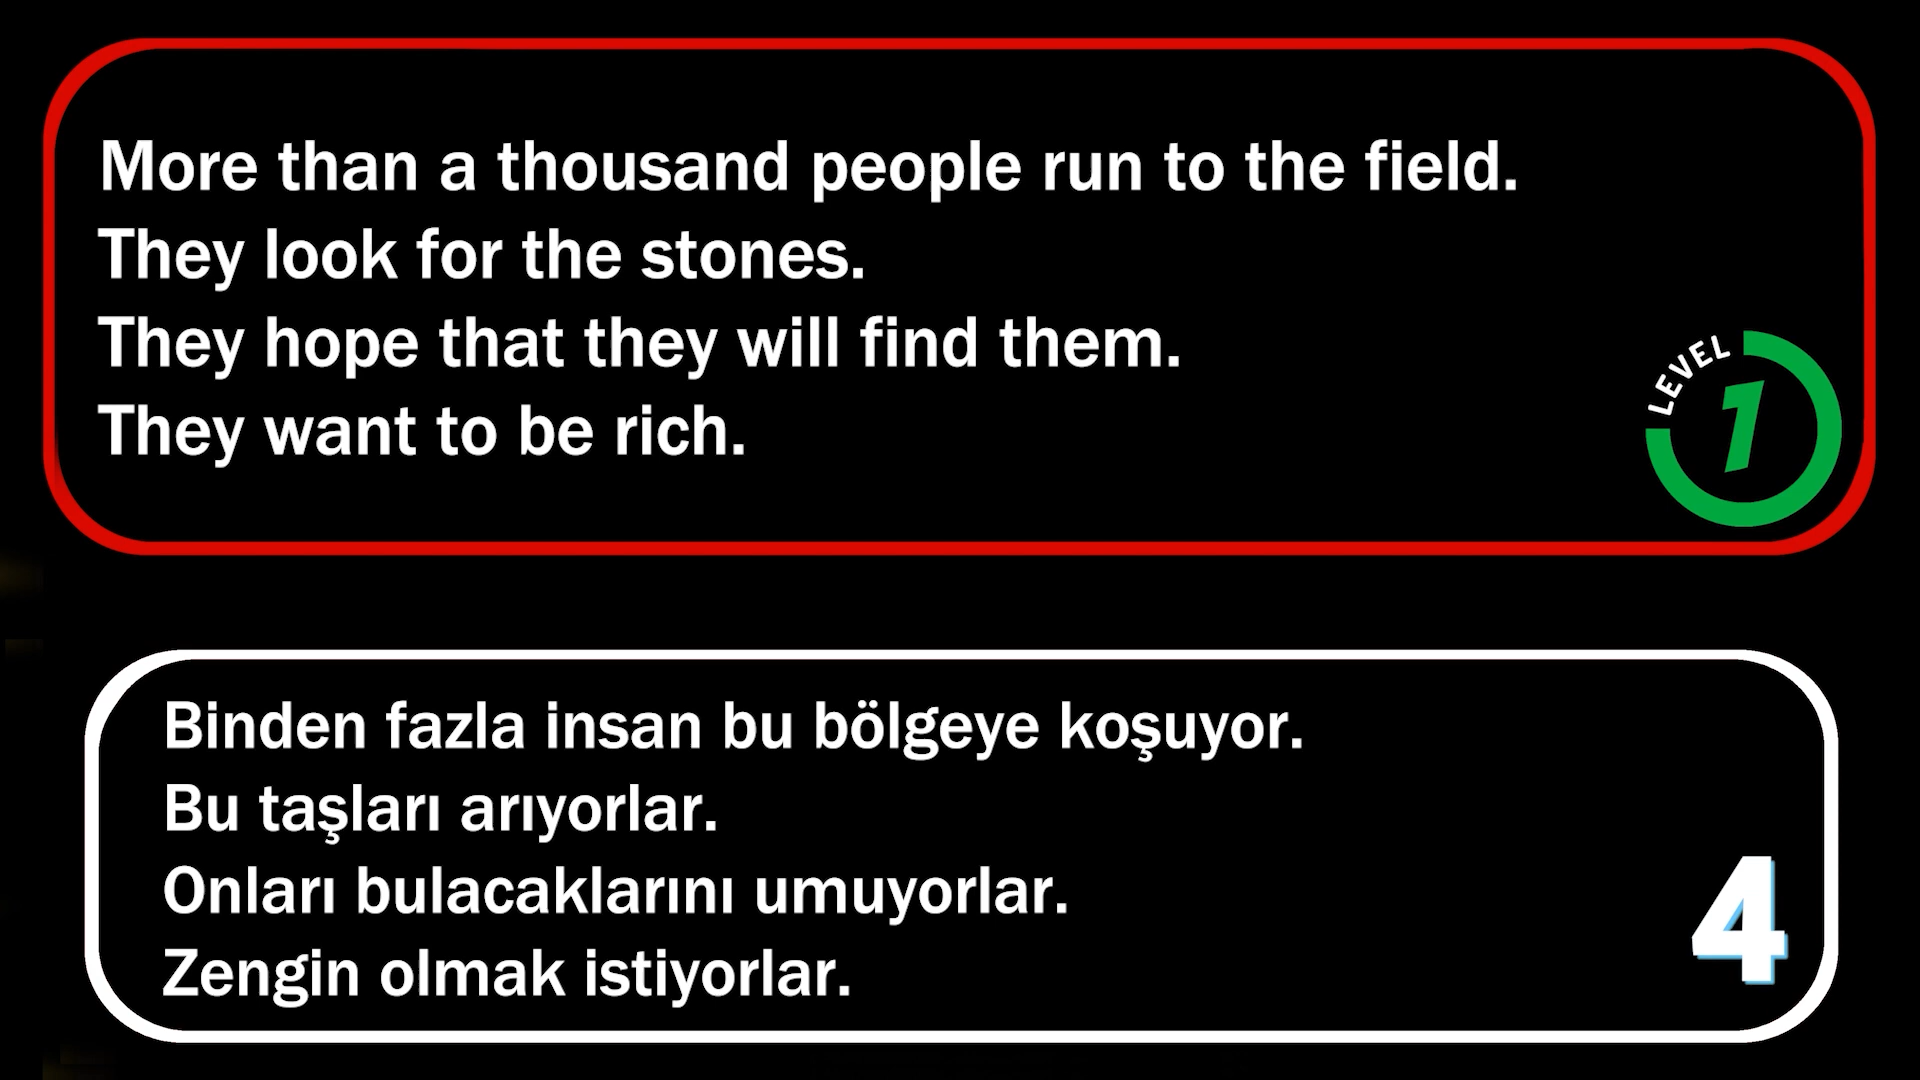 More than a thousand people run to the field.
They look for the stones.
They hope that they will find them.
They want to be rich.
LEVEL
1
Binden fazla insan bu bölgeye koşuyor.
Bu taşları arıyorlar.
Onları bulacaklarını umuyorlar.
Zengin olmak istiyorlar.
4